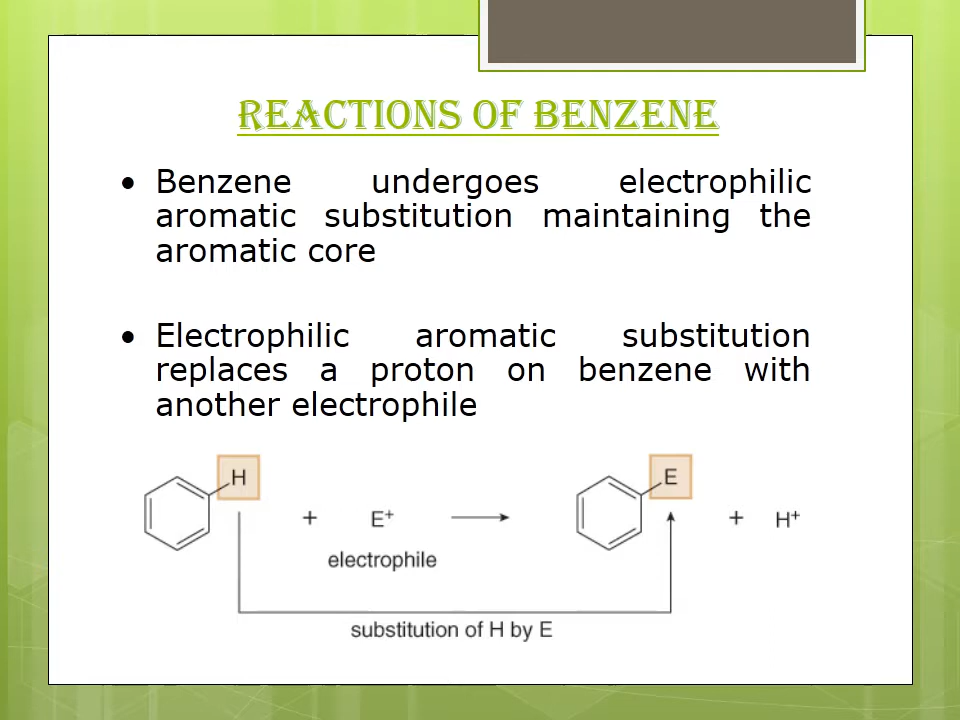 REACTIONS OF BENZENE
• Benzene undergoes electrophilic
aromatic substitution maintaining the
aromatic core
• Electrophilic aromatic substitution
replaces a proton on benzene with
another electrophile
H
E
+ E⁺ + H⁺
electrophile
substitution of H by E